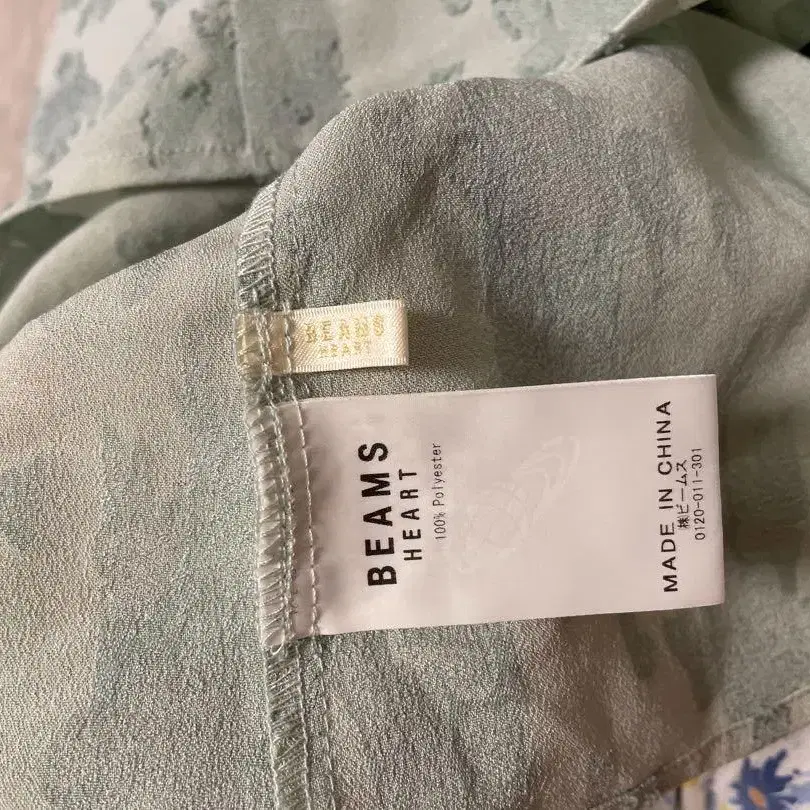 BEAMS
HEART
BEAMS
HEART
100% Polyester
MADE IN CHINA
㈱ビームス
0120-011-301